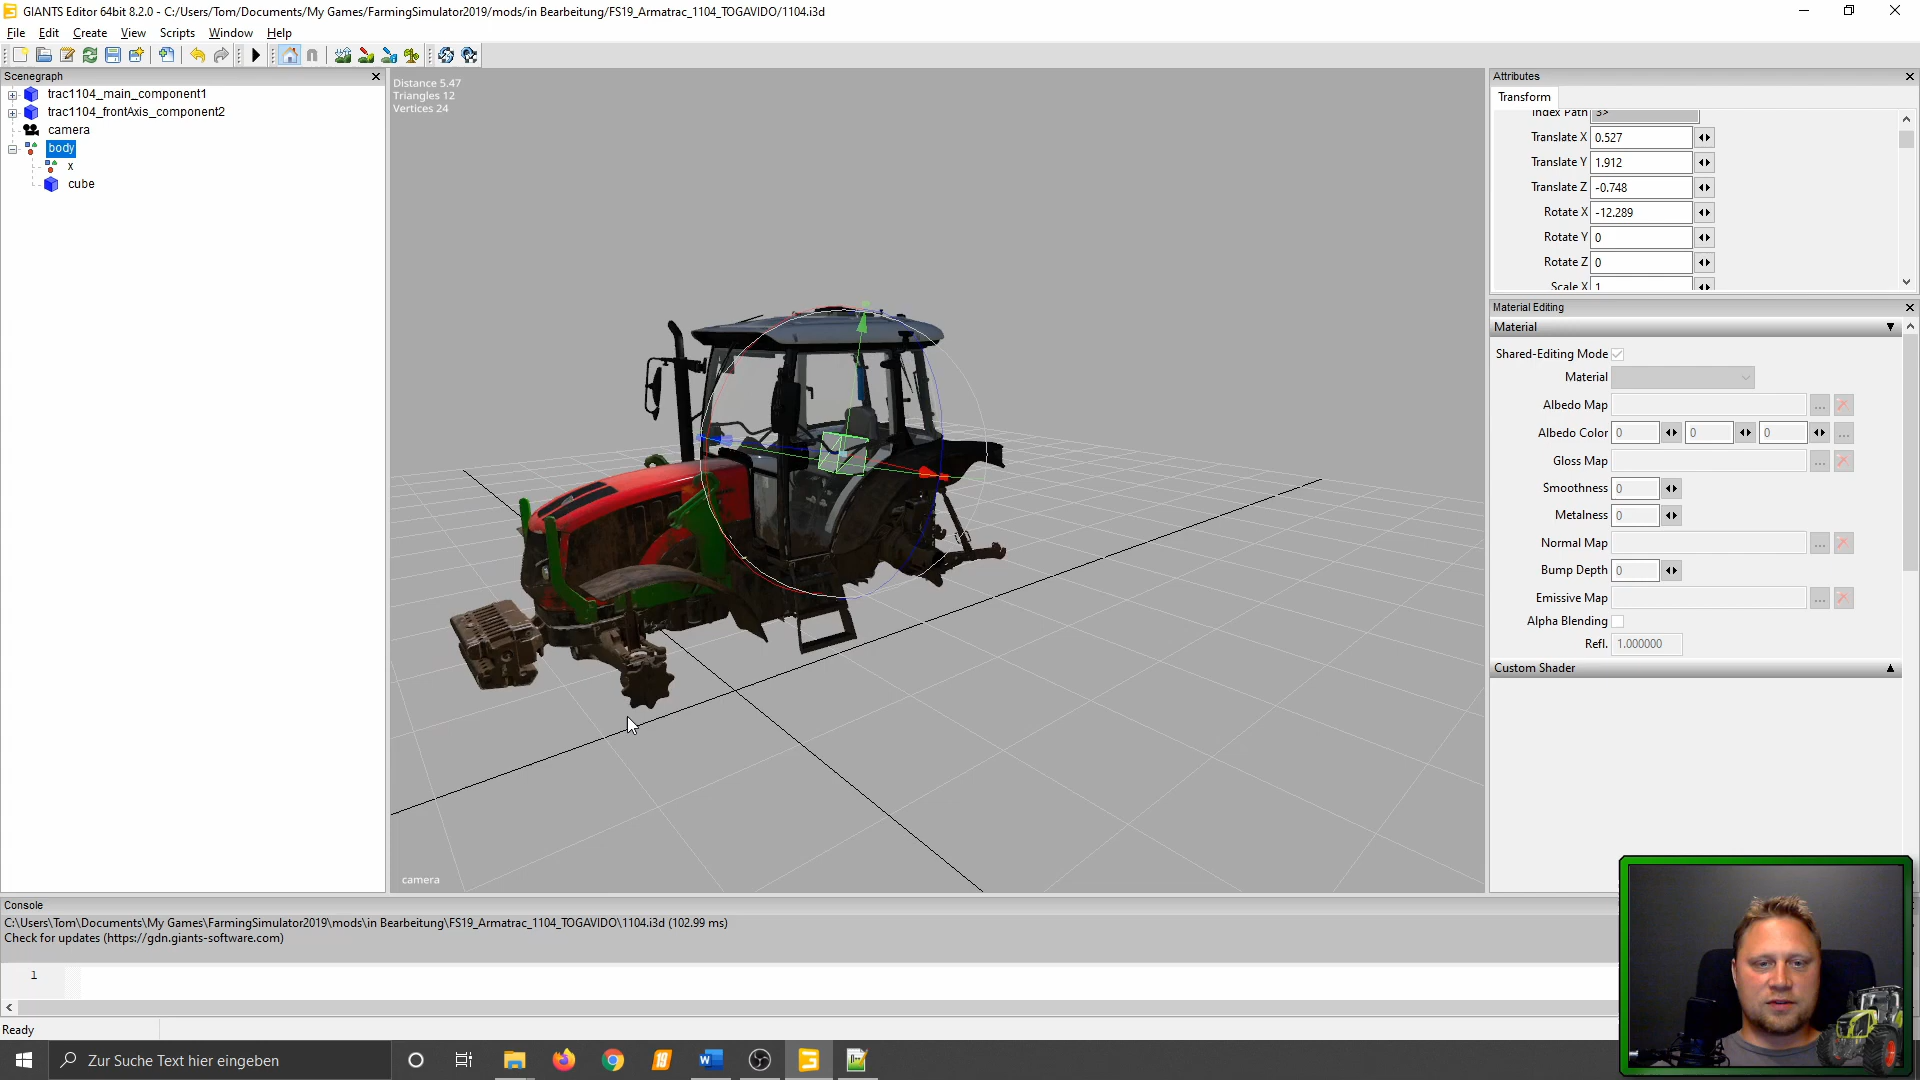 GIANTS Editor 64bit 8.2.0 - C:/Users/Tom/Documents/My Games/FarmingSimulator2019/mods/in Bearbeitung/FS19_Armatrac_1104_TOGAVIDO/1104.i3d
File Edit Create View Scripts Window Help
Scenegraph
trac1104_main_component1
trac1104_frontAxis_component2
camera
body
x
cube
Distance 5.47
Triangles 12
Vertices 24
camera
Attributes
Transform
Index Path 3>
Translate X 0.527
Translate Y 1.912
Translate Z -0.748
Rotate X -12.289
Rotate Y 0
Rotate Z 0
Scale X 1
Material Editing
Material
Shared-Editing Mode
Material
Albedo Map ...
Albedo Color 0 0 0 ...
Gloss Map ...
Smoothness 0
Metalness 0
Normal Map ...
Bump Depth 0
Emissive Map ...
Alpha Blending
Refl. 1.000000
Custom Shader
Console
C:\Users\Tom\Documents\My Games\FarmingSimulator2019\mods\in Bearbeitung\FS19_Armatrac_1104_TOGAVIDO\1104.i3d (102.99 ms)
Check for updates (https://gdn.giants-software.com)
1
Ready
Zur Suche Text hier eingeben
19